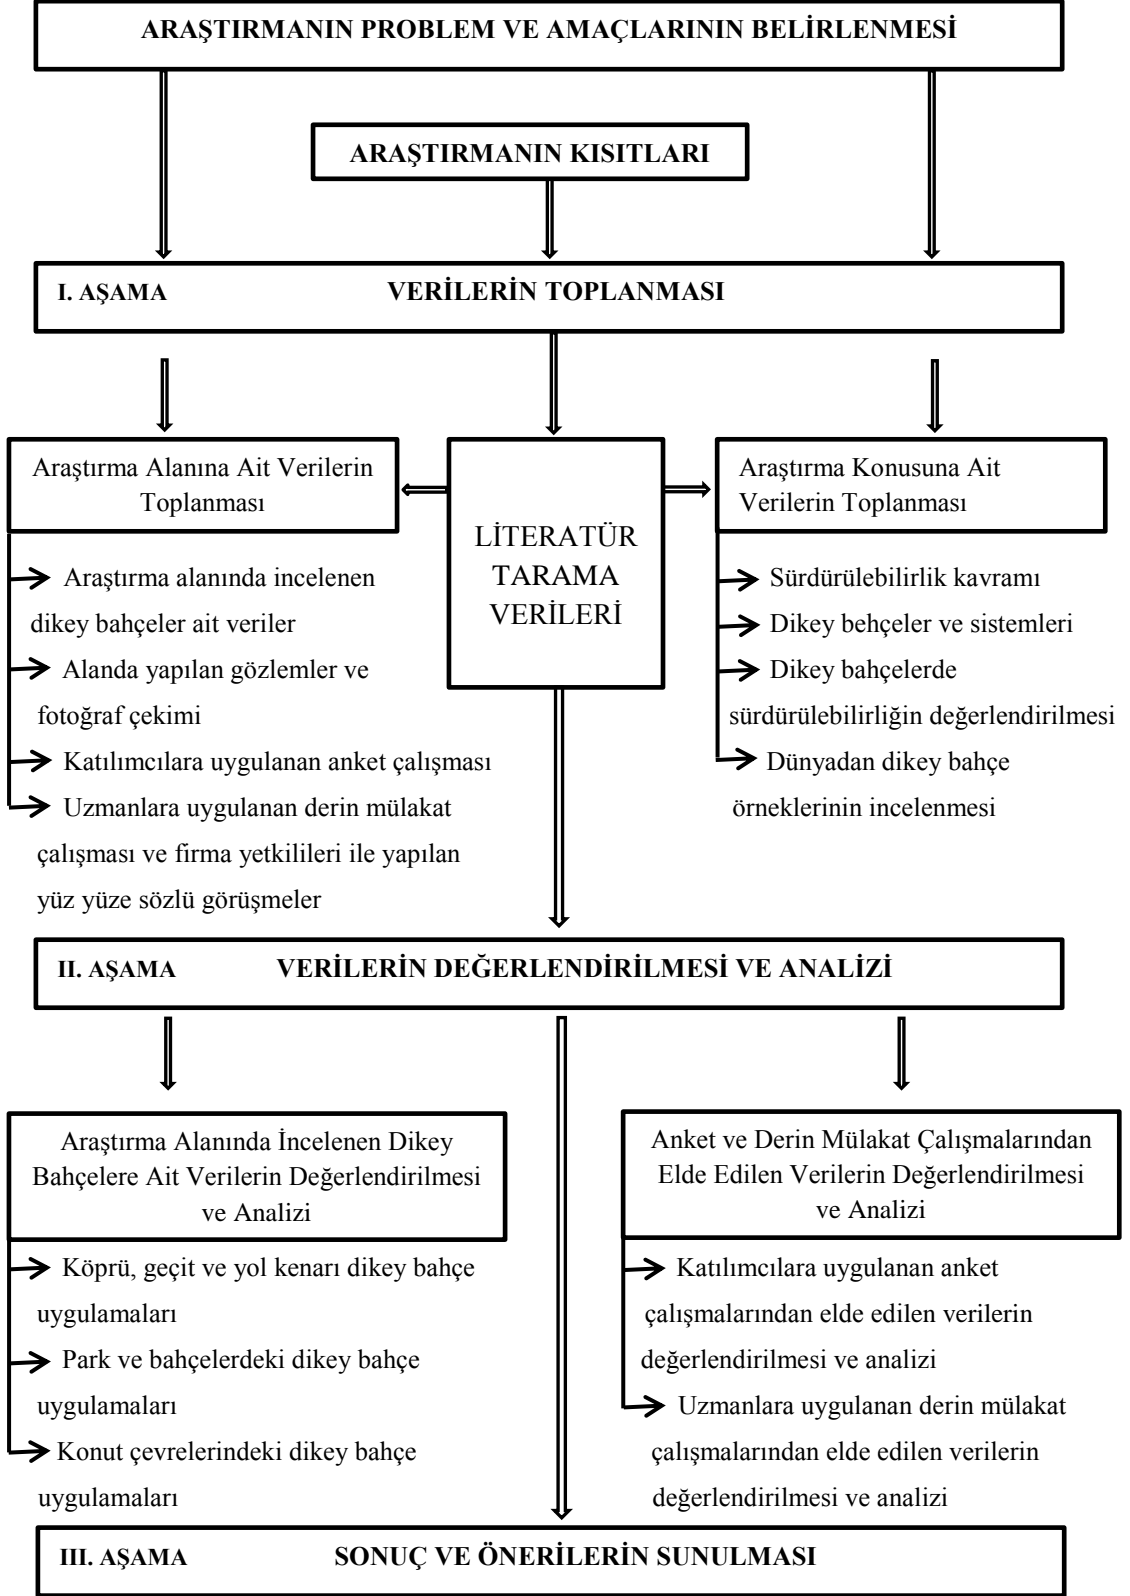 ARAŞTIRMANIN PROBLEM VE AMAÇLARININ BELİRLENMESİ
ARAŞTIRMANIN KISITLARI
I. AŞAMA VERİLERİN TOPLANMASI
Araştırma Alanına Ait Verilerin
Toplanması
Araştırma alanında incelenen
dikey bahçeler ait veriler
Alanda yapılan gözlemler ve
fotoğraf çekimi
Katılımcılara uygulanan anket çalışması
Uzmanlara uygulanan derin mülakat
çalışması ve firma yetkilileri ile yapılan
yüz yüze sözlü görüşmeler
LİTERATÜR
TARAMA
VERİLERİ
Araştırma Konusuna Ait
Verilerin Toplanması
Sürdürülebilirlik kavramı
Dikey behçeler ve sistemleri
Dikey bahçelerde
sürdürülebilirliğin değerlendirilmesi
Dünyadan dikey bahçe
örneklerinin incelenmesi
II. AŞAMA VERİLERİN DEĞERLENDİRİLMESİ VE ANALİZİ
Araştırma Alanında İncelenen Dikey
Bahçelere Ait Verilerin Değerlendirilmesi
ve Analizi
Köprü, geçit ve yol kenarı dikey bahçe
uygulamaları
Park ve bahçelerdeki dikey bahçe
uygulamaları
Konut çevrelerindeki dikey bahçe
uygulamaları
Anket ve Derin Mülakat Çalışmalarından
Elde Edilen Verilerin Değerlendirilmesi
ve Analizi
Katılımcılara uygulanan anket
çalışmalarından elde edilen verilerin
değerlendirilmesi ve analizi
Uzmanlara uygulanan derin mülakat
çalışmalarından elde edilen verilerin
değerlendirilmesi ve analizi
III. AŞAMA SONUÇ VE ÖNERİLERİN SUNULMASI